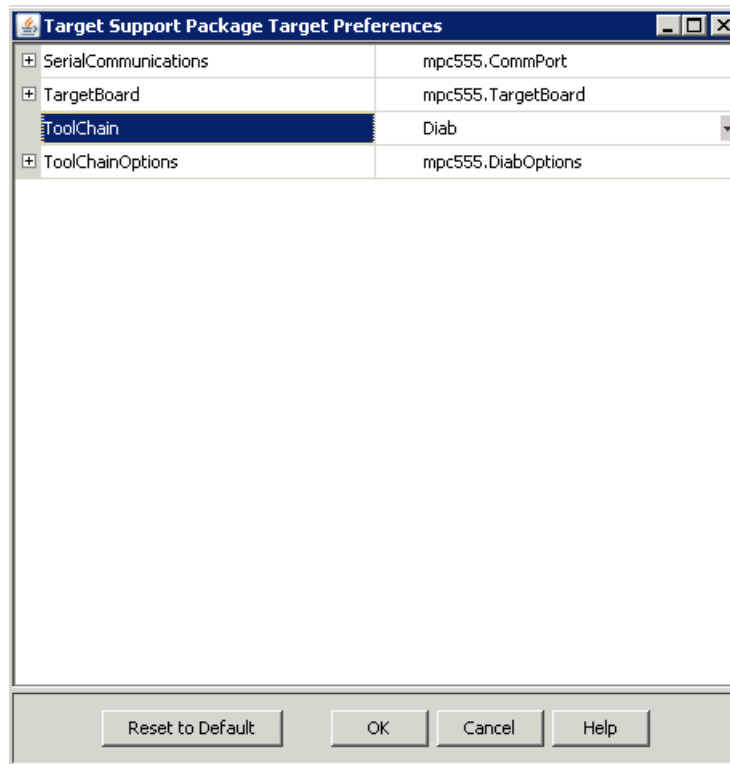 Target Support Package Target Preferences
SerialCommunications mpc555.CommPort
TargetBoard mpc555.TargetBoard
ToolChain Diab
ToolChainOptions mpc555.DiabOptions
Reset to Default OK Cancel Help